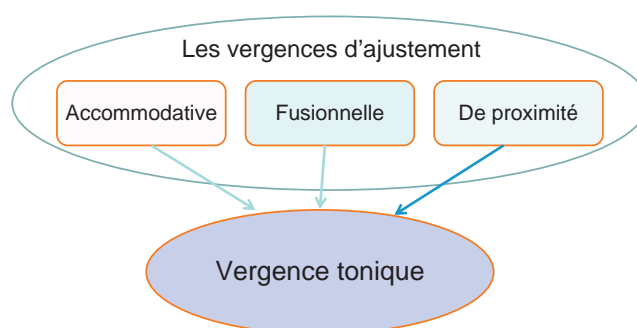 Les vergences d’ajustement
Accommodative
Fusionnelle
De proximité
Vergence tonique